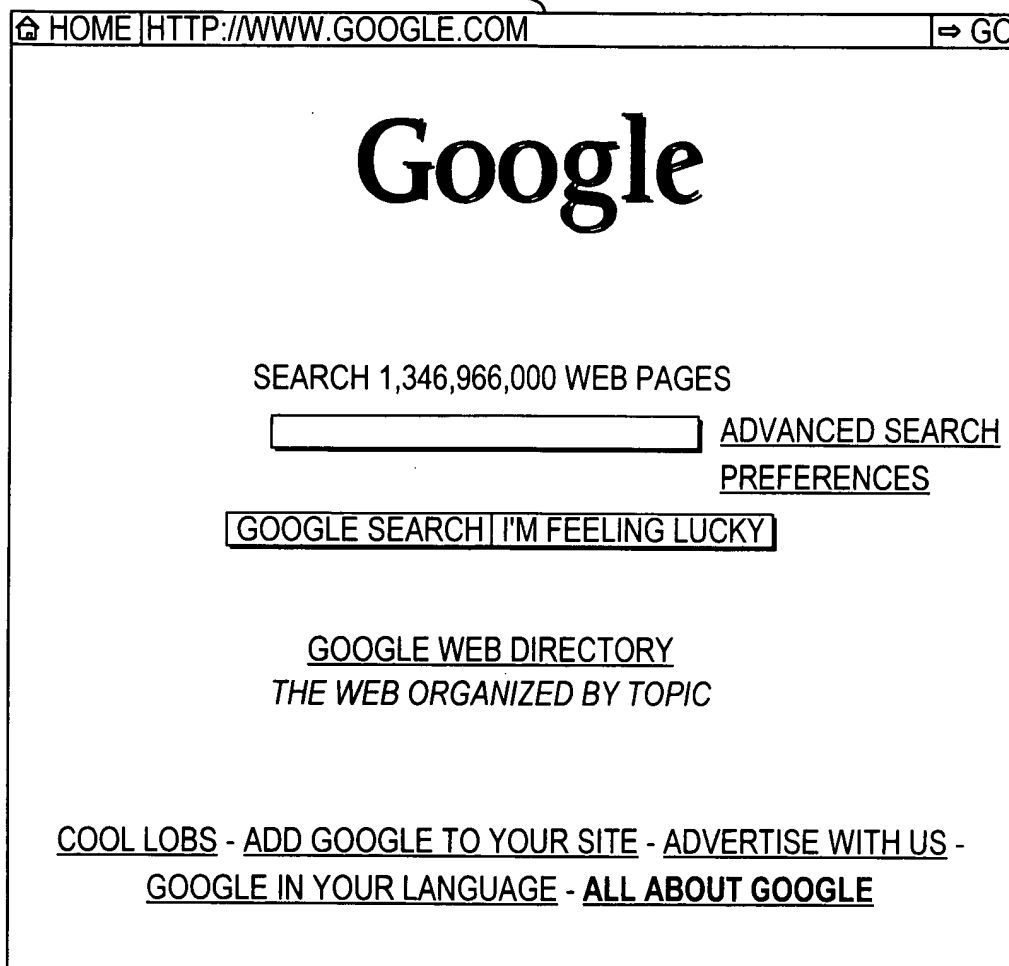 HOME HTTP://WWW.GOOGLE.COM ⇒ GO
Google
SEARCH 1,346,966,000 WEB PAGES
ADVANCED SEARCH
PREFERENCES
GOOGLE SEARCH I'M FEELING LUCKY
GOOGLE WEB DIRECTORY
THE WEB ORGANIZED BY TOPIC
COOL LOBS - ADD GOOGLE TO YOUR SITE - ADVERTISE WITH US -
GOOGLE IN YOUR LANGUAGE - ALL ABOUT GOOGLE